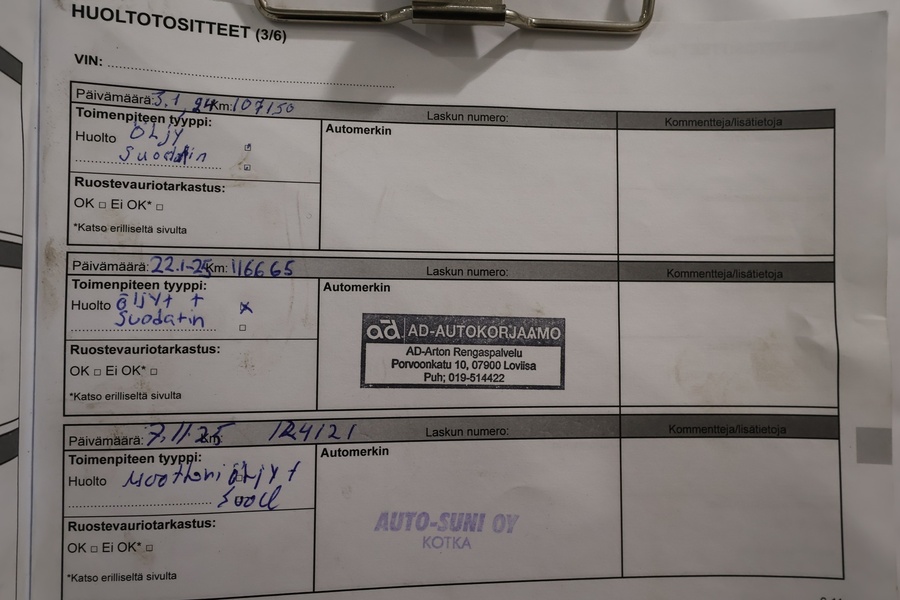 HUOLTOTOSITTEET (3/6)
VIN:
Päivämäärä: 3.1.24 Km: 107150
Laskun numero:
Kommentteja/lisätietoja
Toimenpiteen tyyppi:
Automerkin
Huolto öljy
suodatin
Ruostevauriotarkastus:
OK □ Ei OK* □
*Katso erilliseltä sivulta
Päivämäärä: 22.1-25 Km: 116665
Laskun numero:
Kommentteja/lisätietoja
Toimenpiteen tyyppi:
Automerkin
Huolto öljyt +
suodatin
ad AD-AUTOKORJAAMO
AD-Arton Rengaspalvelu
Porvoonkatu 10, 07900 Loviisa
Puh; 019-514422
Ruostevauriotarkastus:
OK □ Ei OK* □
*Katso erilliseltä sivulta
Päivämäärä: 7.11.25 Km: 124121
Laskun numero:
Kommentteja/lisätietoja
Toimenpiteen tyyppi:
Automerkin
Huolto moottoriöljyt
suod
AUTO-SUNI OY
KOTKA
Ruostevauriotarkastus:
OK □ Ei OK* □
*Katso erilliseltä sivulta